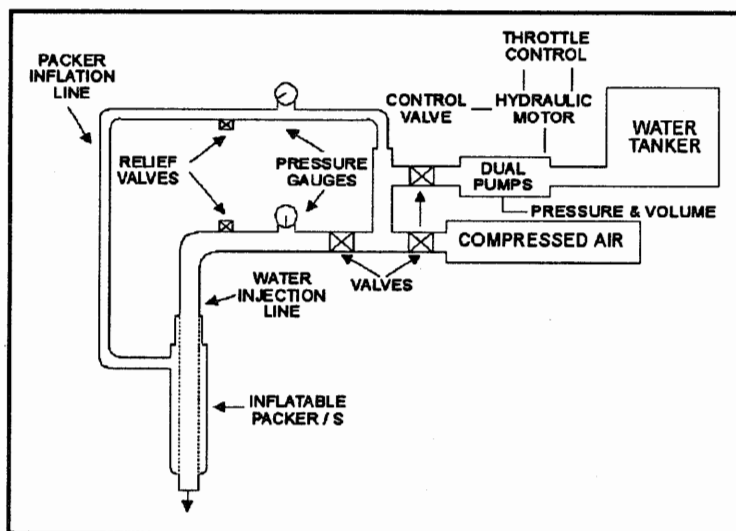 THROTTLE
CONTROL
PACKER
INFLATION
LINE
CONTROL
VALVE
HYDRAULIC
MOTOR
WATER
TANKER
RELIEF
VALVES
PRESSURE
GAUGES
DUAL
PUMPS
PRESSURE & VOLUME
COMPRESSED AIR
VALVES
WATER
INJECTION
LINE
INFLATABLE
PACKER / S